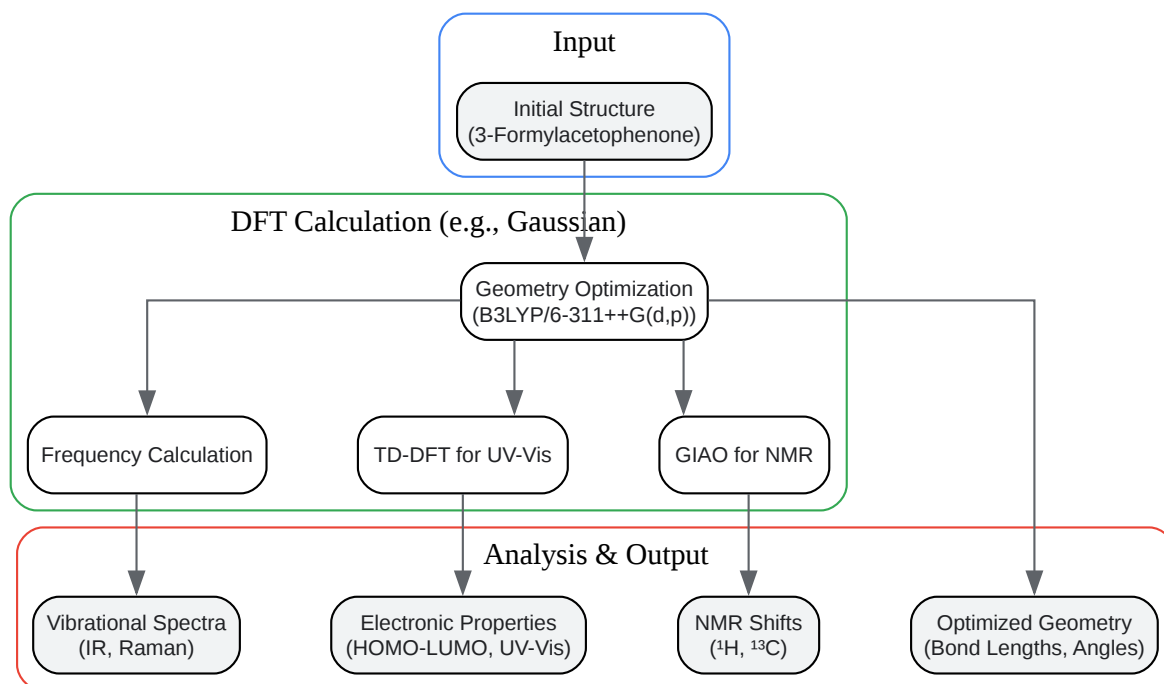 Input
Initial Structure
(3-Formylacetophenone)
DFT Calculation (e.g., Gaussian)
Geometry Optimization
(B3LYP/6-311++G(d,p))
Frequency Calculation
TD-DFT for UV-Vis
GIAO for NMR
Analysis & Output
Vibrational Spectra
(IR, Raman)
Electronic Properties
(HOMO-LUMO, UV-Vis)
NMR Shifts
(¹H, ¹³C)
Optimized Geometry
(Bond Lengths, Angles)